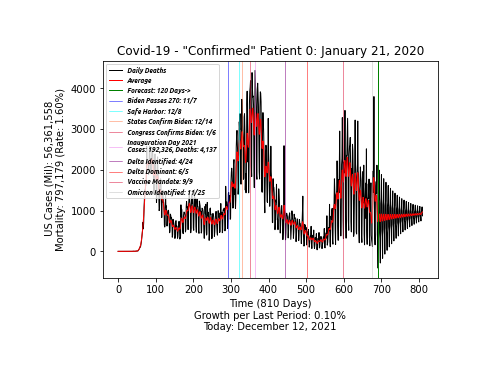 Covid-19 - "Confirmed" Patient 0: January 21, 2020
Daily Deaths
Average
Forecast: 120 Days->
Biden Passes 270: 11/7
Safe Harbor: 12/8
States Confirm Biden: 12/14
Congress Confirms Biden: 1/6
Inauguration Day 2021
Cases: 192,326, Deaths: 4,137
Delta Identified: 4/24
Delta Dominant: 6/5
Vaccine Mandate: 9/9
Omicron Identified: 11/25
4000
3000
2000
1000
0
US Cases (Mil): 56,361,558
Mortality: 797,179 (Rate: 1.60%)
0 100 200 300 400 500 600 700 800
Time (810 Days)
Growth per Last Period: 0.10%
Today: December 12, 2021